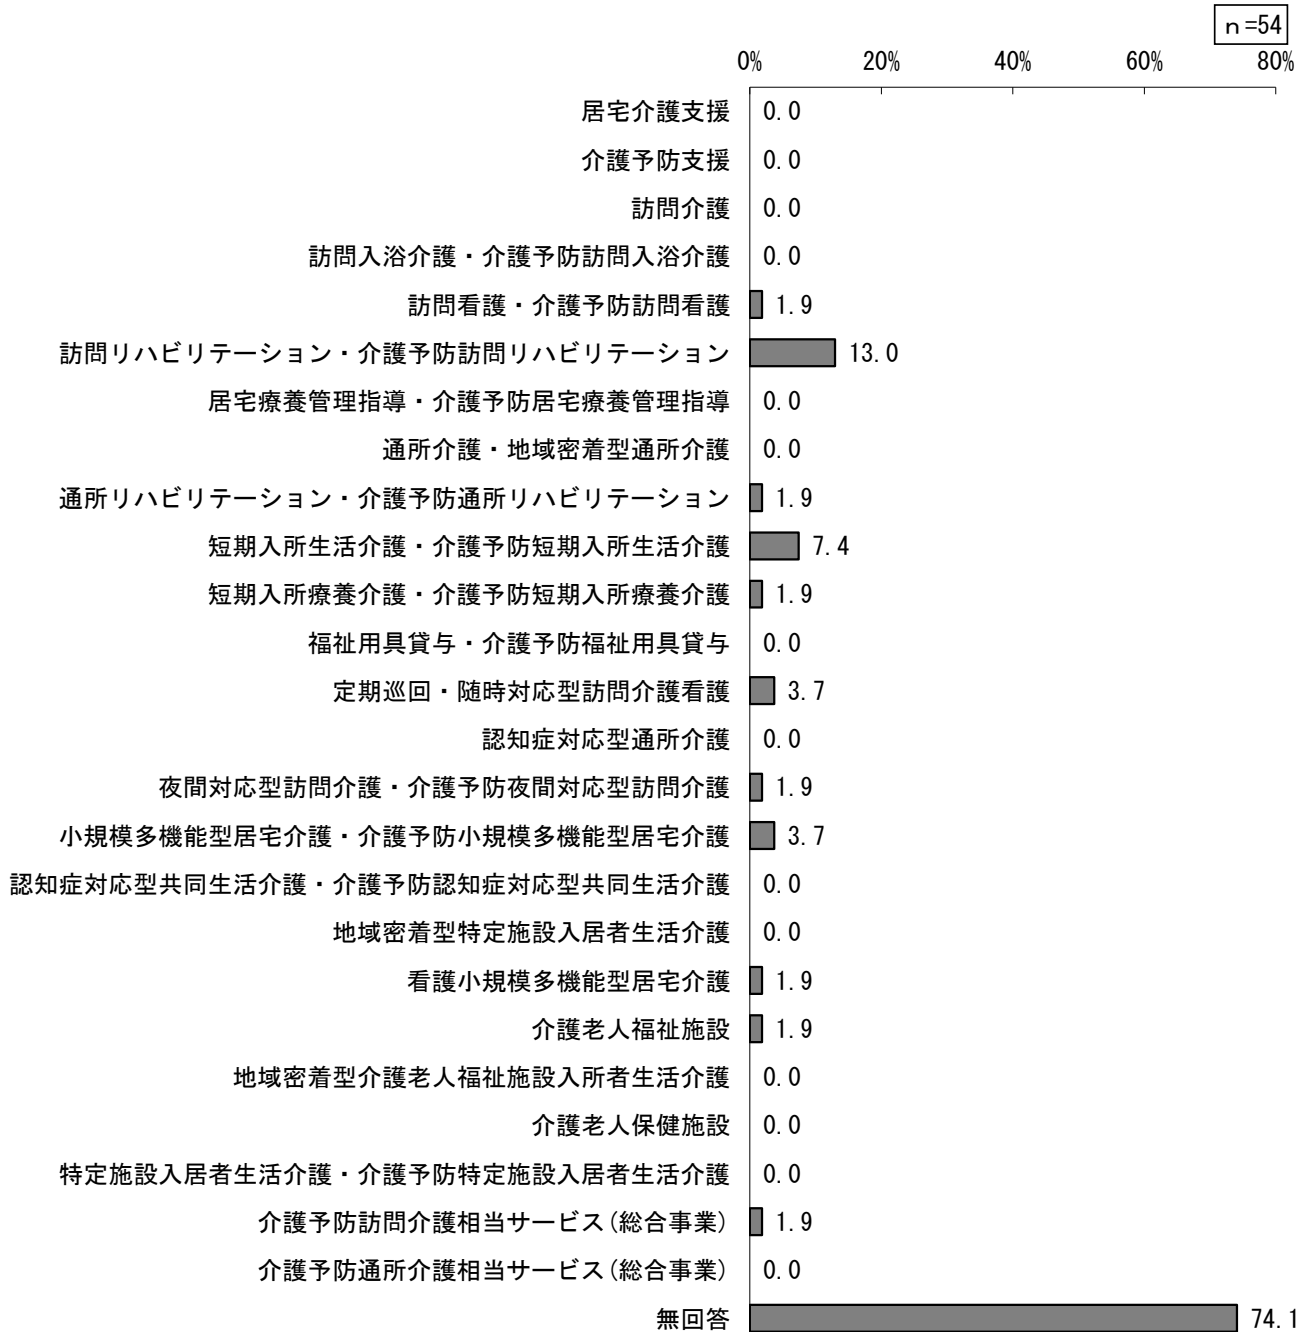 n=54
0% 20% 40% 60% 80%
居宅介護支援 0.0
介護予防支援 0.0
訪問介護 0.0
訪問入浴介護・介護予防訪問入浴介護 0.0
訪問看護・介護予防訪問看護 1.9
訪問リハビリテーション・介護予防訪問リハビリテーション 13.0
居宅療養管理指導・介護予防居宅療養管理指導 0.0
通所介護・地域密着型通所介護 0.0
通所リハビリテーション・介護予防通所リハビリテーション 1.9
短期入所生活介護・介護予防短期入所生活介護 7.4
短期入所療養介護・介護予防短期入所療養介護 1.9
福祉用具貸与・介護予防福祉用具貸与 0.0
定期巡回・随時対応型訪問介護看護 3.7
認知症対応型通所介護 0.0
夜間対応型訪問介護・介護予防夜間対応型訪問介護 1.9
小規模多機能型居宅介護・介護予防小規模多機能型居宅介護 3.7
認知症対応型共同生活介護・介護予防認知症対応型共同生活介護 0.0
地域密着型特定施設入居者生活介護 0.0
看護小規模多機能型居宅介護 1.9
介護老人福祉施設 1.9
地域密着型介護老人福祉施設入所者生活介護 0.0
介護老人保健施設 0.0
特定施設入居者生活介護・介護予防特定施設入居者生活介護 0.0
介護予防訪問介護相当サービス(総合事業) 1.9
介護予防通所介護相当サービス(総合事業) 0.0
無回答 74.1